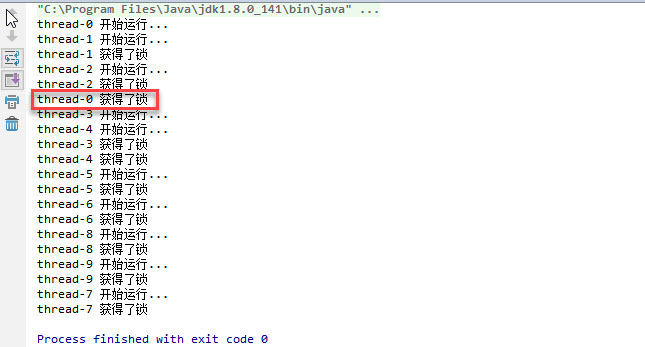 "C:\Program Files\Java\jdk1.8.0_141\bin\java" ...
thread-0 开始运行...
thread-1 开始运行...
thread-1 获得了锁
thread-2 开始运行...
thread-2 获得了锁
thread-0 获得了锁
thread-3 开始运行...
thread-4 开始运行...
thread-3 获得了锁
thread-4 获得了锁
thread-5 开始运行...
thread-5 获得了锁
thread-6 开始运行...
thread-6 获得了锁
thread-8 开始运行...
thread-8 获得了锁
thread-9 开始运行...
thread-9 获得了锁
thread-7 开始运行...
thread-7 获得了锁
Process finished with exit code 0